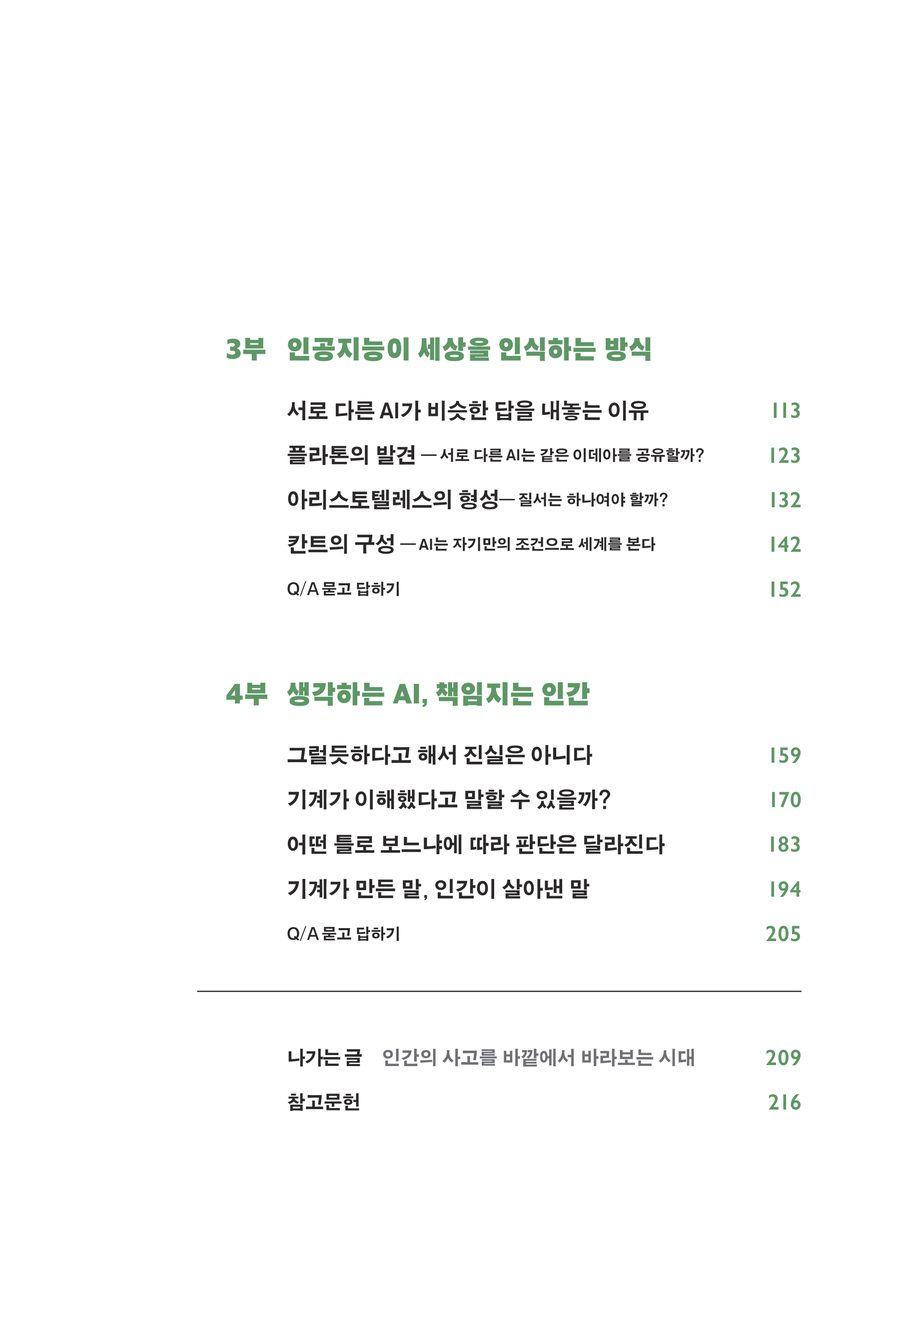 3부 인공지능이 세상을 인식하는 방식
서로 다른 AI가 비슷한 답을 내놓는 이유 113
플라톤의 발견 — 서로 다른 AI는 같은 이데아를 공유할까? 123
아리스토텔레스의 형성— 질서는 하나여야 할까? 132
칸트의 구성 — AI는 자기만의 조건으로 세계를 본다 142
Q/A 묻고 답하기 152
4부 생각하는 AI, 책임지는 인간
그럴듯하다고 해서 진실은 아니다 159
기계가 이해했다고 말할 수 있을까? 170
어떤 틀로 보느냐에 따라 판단은 달라진다 183
기계가 만든 말, 인간이 살아낸 말 194
Q/A 묻고 답하기 205
나가는 글 인간의 사고를 바깥에서 바라보는 시대 209
참고문헌 216